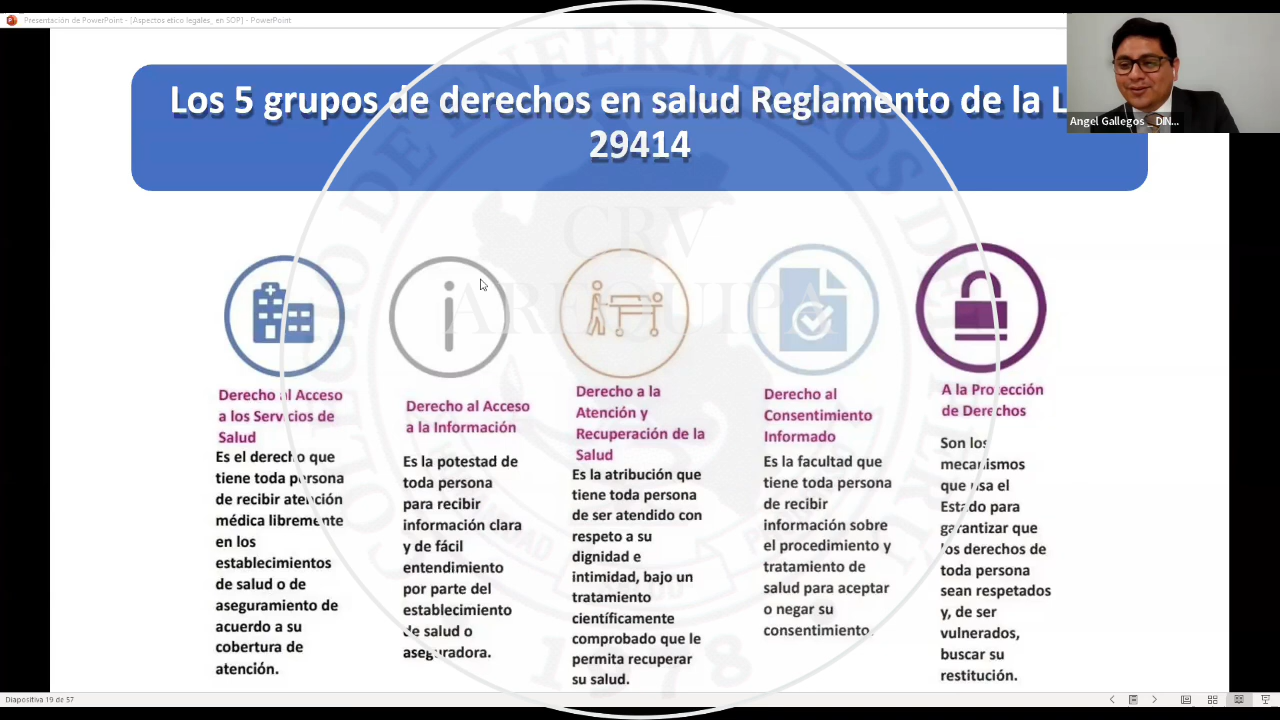 Presentación de PowerPoint - [Aspectos etico legales_ en SOP] - PowerPoint
Angel Gallegos _ DIN...
Los 5 grupos de derechos en salud Reglamento de la L
29414
Derecho al Acceso
a los Servicios de
Salud
Es el derecho que
tiene toda persona
de recibir atención
médica libremente
en los
establecimientos
de salud o de
aseguramiento de
acuerdo a su
cobertura de
atención.
Derecho al Acceso
a la Información
Es la potestad de
toda persona
para recibir
información clara
y de fácil
entendimiento
por parte del
establecimiento
de salud o
aseguradora.
Derecho a la
Atención y
Recuperación de la
Salud
Es la atribución que
tiene toda persona
de ser atendido con
respeto a su
dignidad e
intimidad, bajo un
tratamiento
científicamente
comprobado que le
permita recuperar
su salud.
Derecho al
Consentimiento
Informado
Es la facultad que
tiene toda persona
de recibir
información sobre
el procedimiento y
tratamiento de
salud para aceptar
o negar su
consentimiento.
A la Protección
de Derechos
Son los
mecanismos
que usa el
Estado para
garantizar que
los derechos de
toda persona
sean respetados
y, de ser
vulnerados,
buscar su
restitución.
CRV
AREQUIPA
1978
Diapositiva 19 de 57